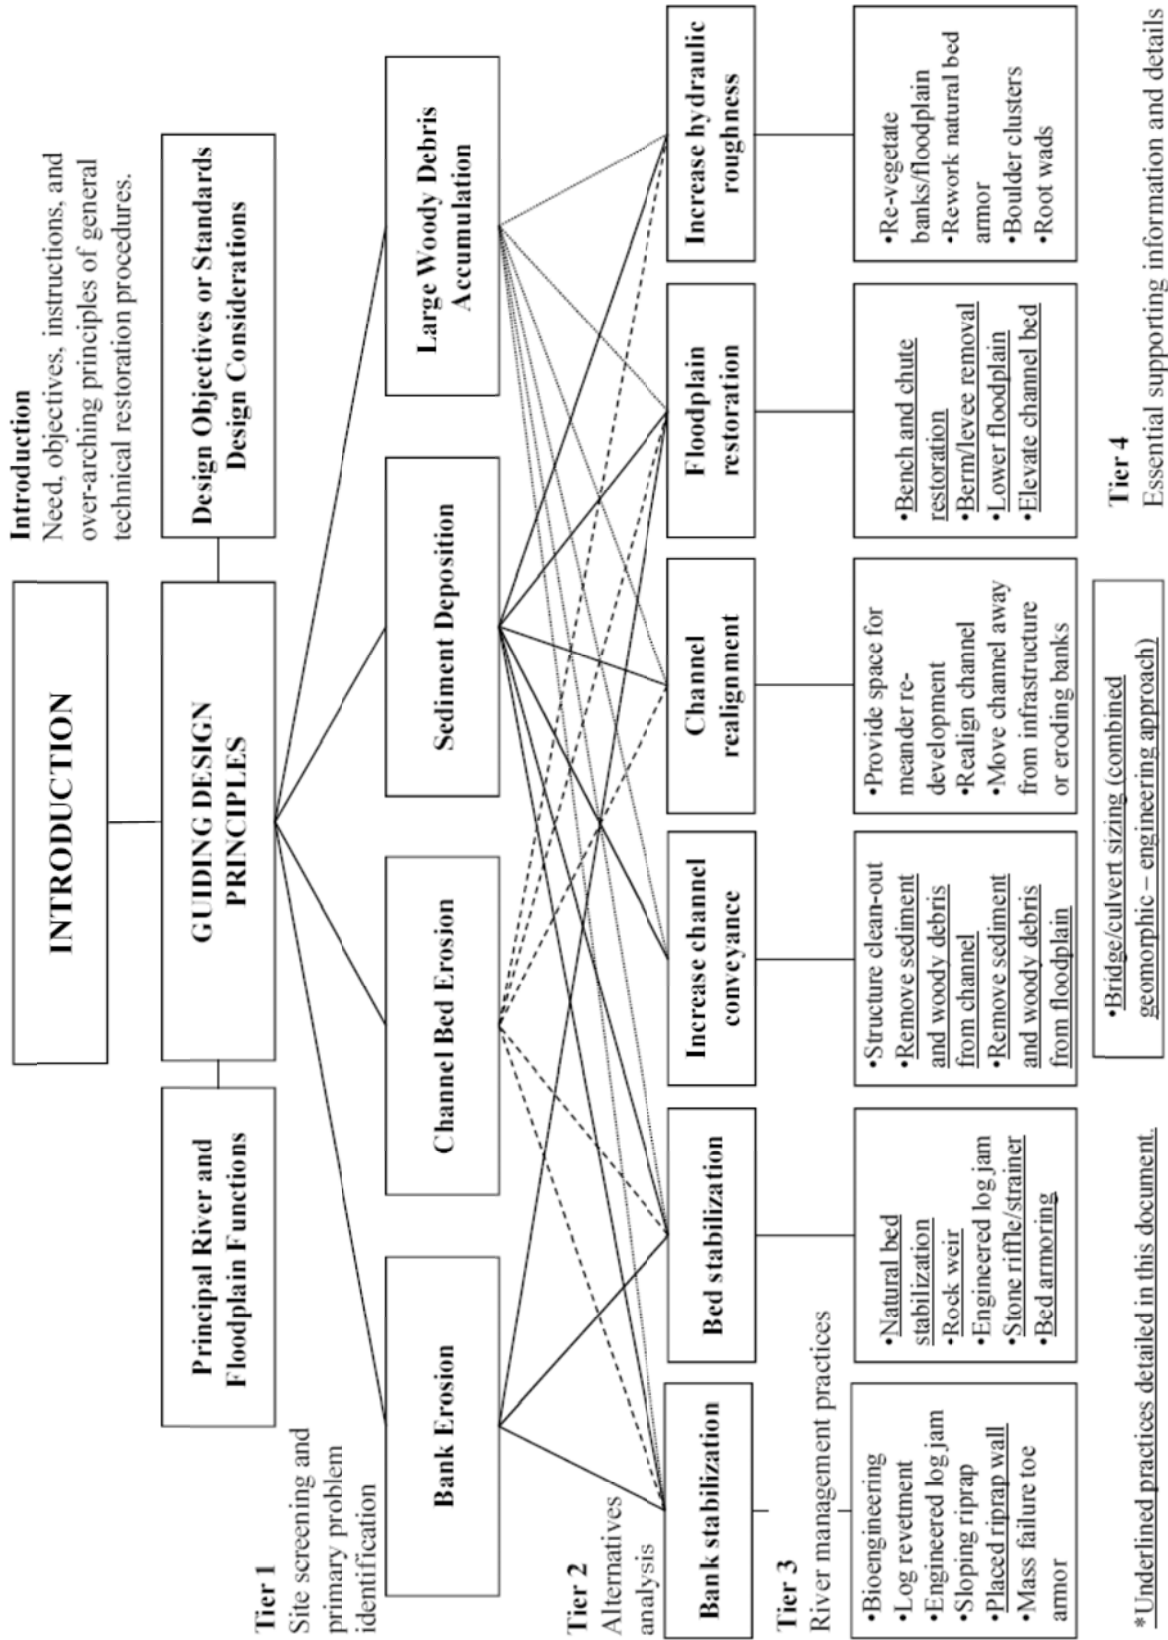 INTRODUCTION
Introduction
Need, objectives, instructions, and
over-arching principles of general
technical restoration procedures.
Principal River and
Floodplain Functions
GUIDING DESIGN
PRINCIPLES
Design Objectives or Standards
Design Considerations
Tier 1
Site screening and
primary problem
identification
Bank Erosion
Channel Bed Erosion
Sediment Deposition
Large Woody Debris
Accumulation
Tier 2
Alternatives
analysis
Bank stabilization
Bed stabilization
Increase channel
conveyance
Channel
realignment
Floodplain
restoration
Increase hydraulic
roughness
Tier 3
River management practices
•Bioengineering
•Log revetment
•Engineered log jam
•Sloping riprap
•Placed riprap wall
•Mass failure toe
armor
•Natural bed
stabilization
•Rock weir
•Engineered log jam
•Stone riffle/strainer
•Bed armoring
•Structure clean-out
•Remove sediment
and woody debris
from channel
•Remove sediment
and woody debris
from floodplain
•Provide space for
meander re-
development
•Realign channel
•Move channel away
from infrastructure
or eroding banks
•Bench and chute
restoration
•Berm/levee removal
•Lower floodplain
•Elevate channel bed
•Re-vegetate
banks/floodplain
•Rework natural bed
armor
•Boulder clusters
•Root wads
*Underlined practices detailed in this document.
•Bridge/culvert sizing (combined
geomorphic – engineering approach)
Tier 4
Essential supporting information and details